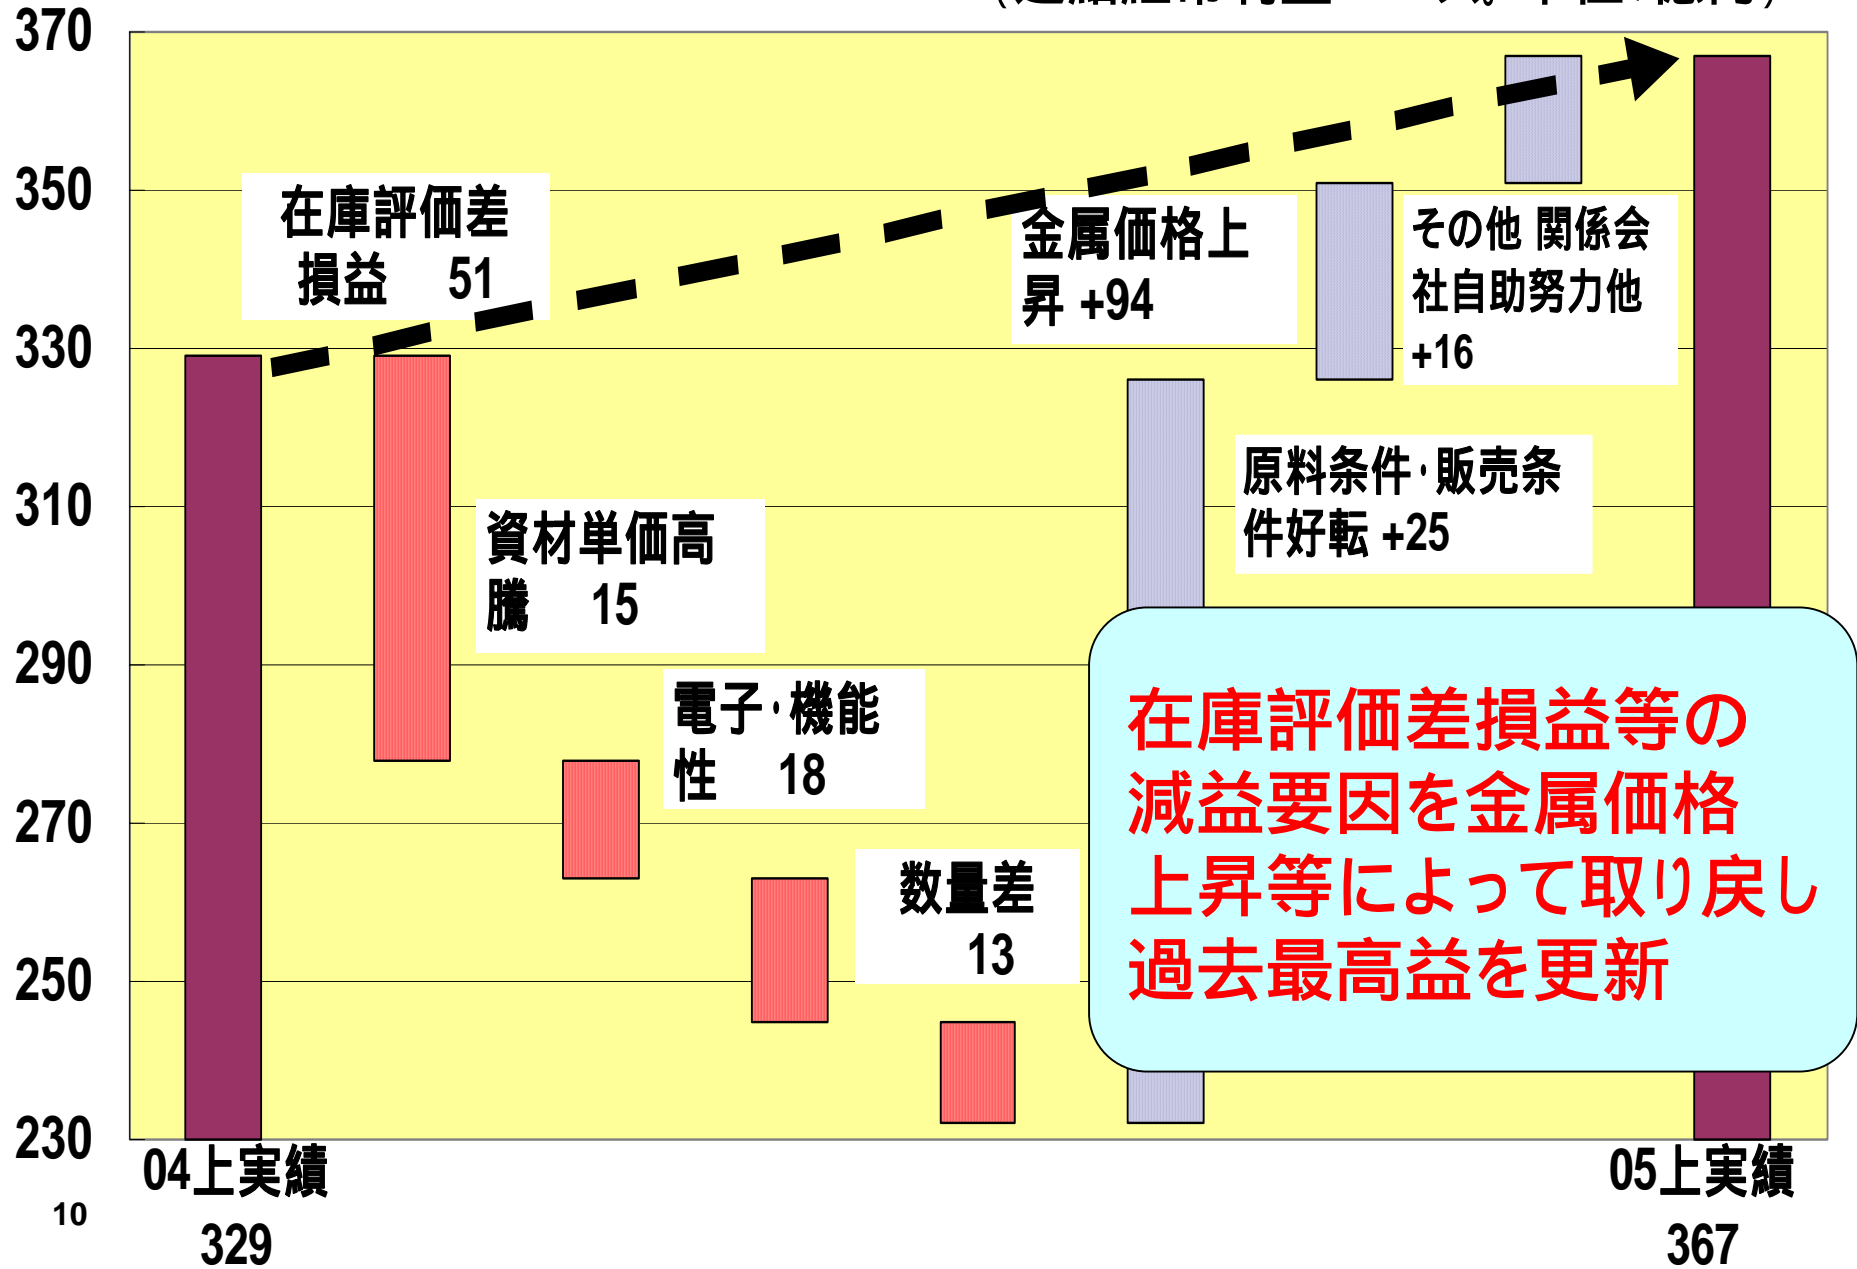 370
350
330
310
290
270
250
230
在庫評価差
損益 51
資材単価高
騰 15
電子・機能
性 18
数量差
13
金属価格上
昇 +94
原料条件・販売条
件好転 +25
その他 関係会
社自助努力他
+16
在庫評価差損益等の
減益要因を金属価格
上昇等によって取り戻し
過去最高益を更新
04上実績
329
05上実績
367
10